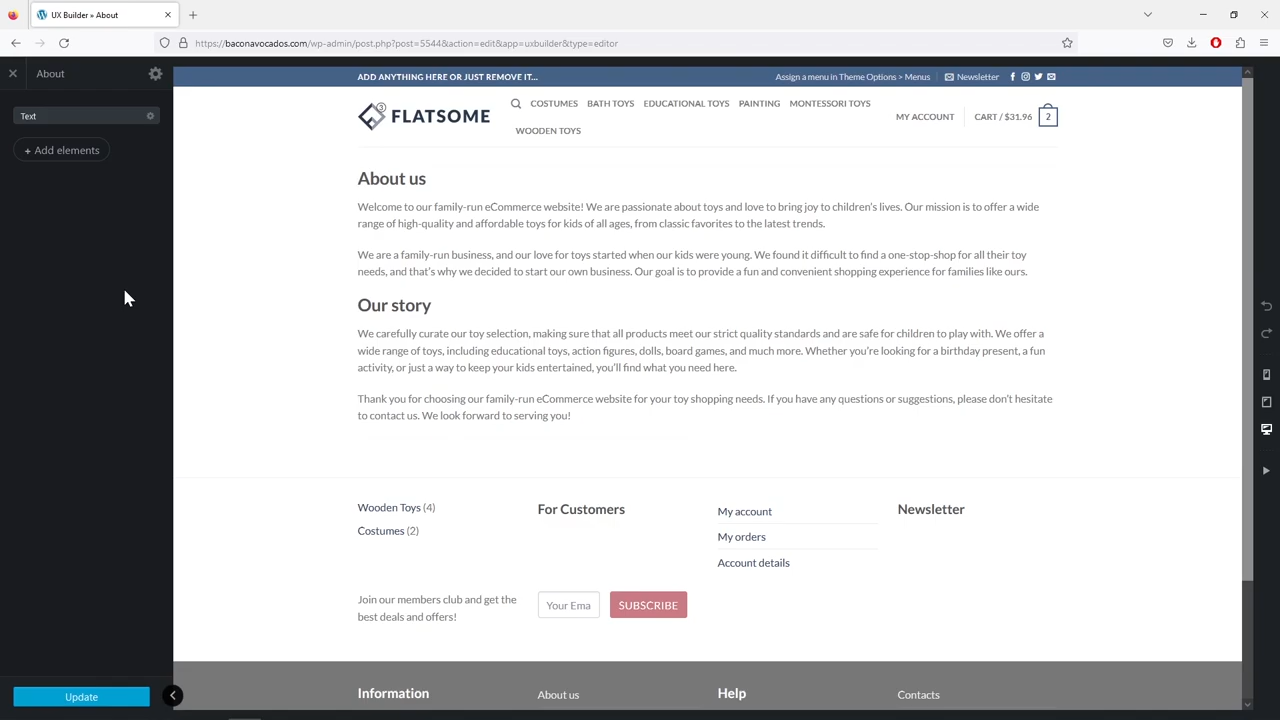 UX Builder » About
https://baconavocados.com/wp-admin/post.php?post=5544&action=edit&app=uxbuilder&type=editor
About
Text
+ Add elements
Update
ADD ANYTHING HERE OR JUST REMOVE IT...
Assign a menu in Theme Options > Menus
Newsletter
3
FLATSOME
COSTUMES
BATH TOYS
EDUCATIONAL TOYS
PAINTING
MONTESSORI TOYS
WOODEN TOYS
MY ACCOUNT
CART / $31.96
2
About us
Welcome to our family-run eCommerce website! We are passionate about toys and love to bring joy to children's lives. Our mission is to offer a wide
range of high-quality and affordable toys for kids of all ages, from classic favorites to the latest trends.
We are a family-run business, and our love for toys started when our kids were young. We found it difficult to find a one-stop-shop for all their toy
needs, and that's why we decided to start our own business. Our goal is to provide a fun and convenient shopping experience for families like ours.
Our story
We carefully curate our toy selection, making sure that all products meet our strict quality standards and are safe for children to play with. We offer a
wide range of toys, including educational toys, action figures, dolls, board games, and much more. Whether you're looking for a birthday present, a fun
activity, or just a way to keep your kids entertained, you'll find what you need here.
Thank you for choosing our family-run eCommerce website for your toy shopping needs. If you have any questions or suggestions, please don't hesitate
to contact us. We look forward to serving you!
Wooden Toys (4)
Costumes (2)
For Customers
My account
My orders
Account details
Newsletter
Join our members club and get the
best deals and offers!
Your Ema
SUBSCRIBE
Information
About us
Help
Contacts